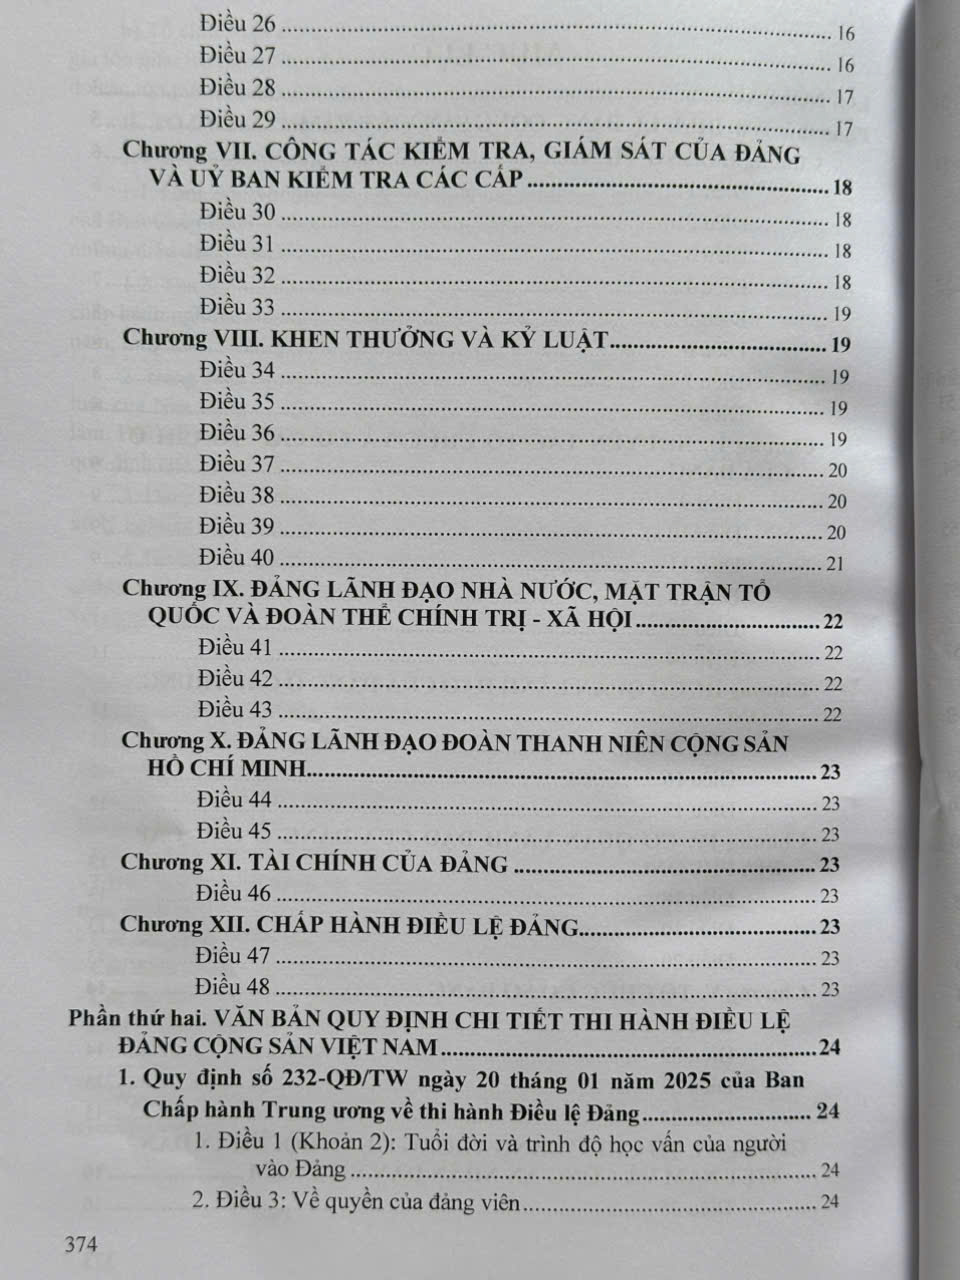 Điều 26 ........ 16
Điều 27 ........ 16
Điều 28 ........ 17
Điều 29 ........ 17
Chương VII. CÔNG TÁC KIỂM TRA, GIÁM SÁT CỦA ĐẢNG
VÀ UỶ BAN KIỂM TRA CÁC CẤP ........ 18
Điều 30 ........ 18
Điều 31 ........ 18
Điều 32 ........ 18
Điều 33 ........ 19
Chương VIII. KHEN THƯỞNG VÀ KỶ LUẬT ........ 19
Điều 34 ........ 19
Điều 35 ........ 19
Điều 36 ........ 19
Điều 37 ........ 20
Điều 38 ........ 20
Điều 39 ........ 20
Điều 40 ........ 21
Chương IX. ĐẢNG LÃNH ĐẠO NHÀ NƯỚC, MẶT TRẬN TỔ
QUỐC VÀ ĐOÀN THỂ CHÍNH TRỊ - XÃ HỘI ........ 22
Điều 41 ........ 22
Điều 42 ........ 22
Điều 43 ........ 22
Chương X. ĐẢNG LÃNH ĐẠO ĐOÀN THANH NIÊN CỘNG SẢN
HỒ CHÍ MINH ........ 23
Điều 44 ........ 23
Điều 45 ........ 23
Chương XI. TÀI CHÍNH CỦA ĐẢNG ........ 23
Điều 46 ........ 23
Chương XII. CHẤP HÀNH ĐIỀU LỆ ĐẢNG ........ 23
Điều 47 ........ 23
Điều 48 ........ 23
Phần thứ hai. VĂN BẢN QUY ĐỊNH CHI TIẾT THI HÀNH ĐIỀU LỆ
ĐẢNG CỘNG SẢN VIỆT NAM ........ 24
1. Quy định số 232-QĐ/TW ngày 20 tháng 01 năm 2025 của Ban
Chấp hành Trung ương về thi hành Điều lệ Đảng ........ 24
1. Điều 1 (Khoản 2): Tuổi đời và trình độ học vấn của người
vào Đảng ........ 24
2. Điều 3: Về quyền của đảng viên ........ 24
374